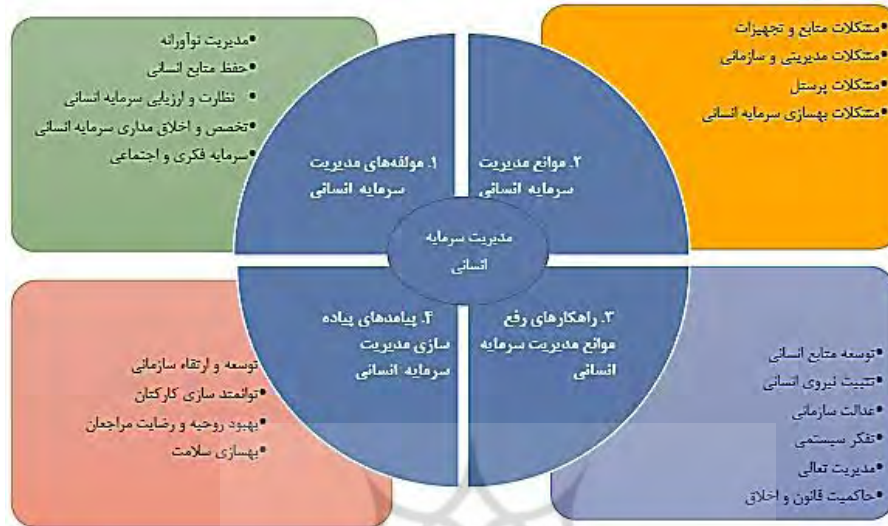 • مدیریت نوآورانه
• حفظ منابع انسانی
• نظارت و ارزیابی سرمایه انسانی
• تخصص و اخلاق مداری سرمایه انسانی
• سرمایه فکری و اجتماعی
• مشکلات منابع و تجهیزات
• مشکلات مدیریتی و سازمانی
• مشکلات پرسنل
• مشکلات بهسازی سرمایه انسانی
۱. مولفه‌های مدیریت
سرمایه انسانی
۲. موانع مدیریت
سرمایه انسانی
مدیریت سرمایه
انسانی
۳. راهکارهای رفع
موانع مدیریت سرمایه
انسانی
۴. پیامدهای پیاده
سازی مدیریت
سرمایه انسانی
• توسعه منابع انسانی
• تثبیت نیروی انسانی
• عدالت سازمانی
• تفکر سیستمی
• مدیریت تعالی
• حاکمیت قانون و اخلاق
توسعه و ارتقاء سازمانی
• توانمند سازی کارکنان
• بهبود روحیه و رضایت مراجعان
• بهسازی سلامت